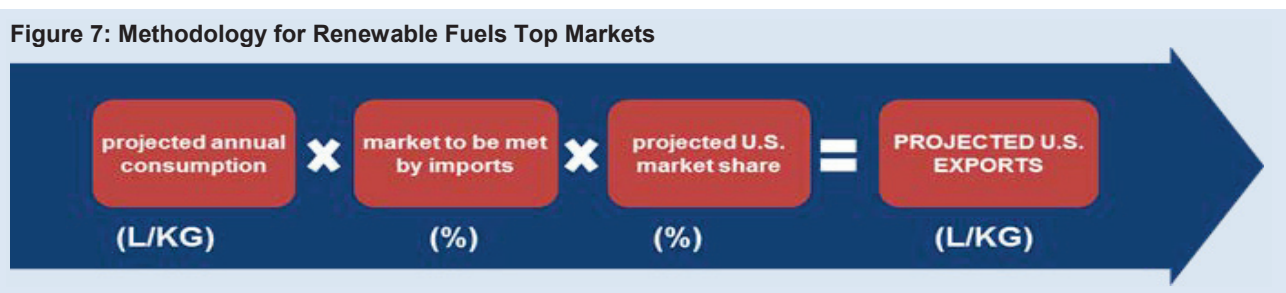 Figure 7: Methodology for Renewable Fuels Top Markets
projected annual
consumption
×
market to be met
by imports
×
projected U.S.
market share
=
PROJECTED U.S.
EXPORTS
(L/KG)
(%)
(%)
(L/KG)